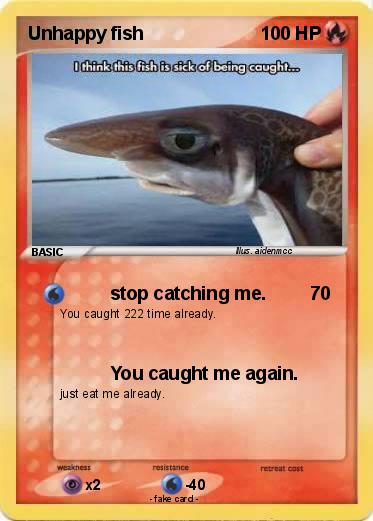 Unhappy fish 100 HP
I think this fish is sick of being caught...
BASIC Illus. aidenmcc
stop catching me. 70
You caught 222 time already.
You caught me again.
just eat me already.
weakness resistance retreat cost
x2 -40
- fake card -